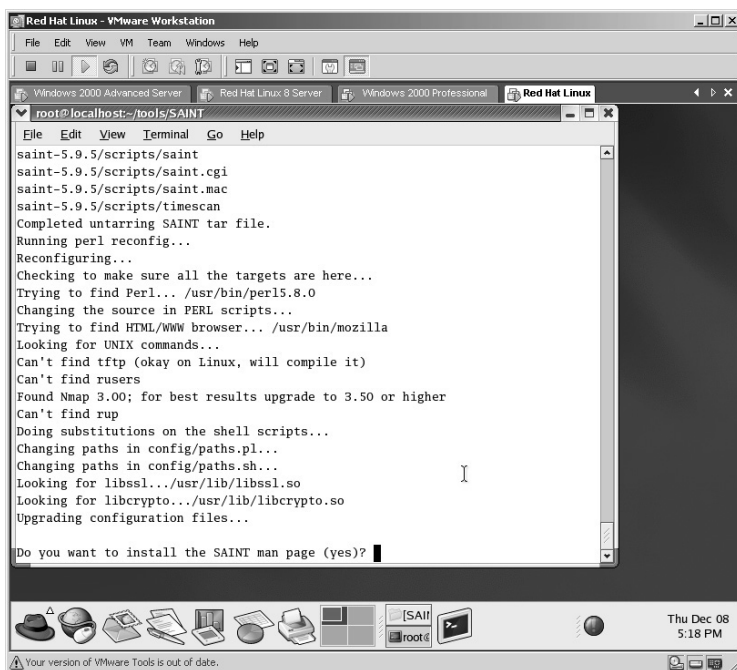 Red Hat Linux - VMware Workstation
File Edit View VM Team Windows Help
Windows 2000 Advanced Server Red Hat Linux 8 Server Windows 2000 Professional Red Hat Linux
root@localhost:~/tools/SAINT
File Edit View Terminal Go Help
saint-5.9.5/scripts/saint
saint-5.9.5/scripts/saint.cgi
saint-5.9.5/scripts/saint.mac
saint-5.9.5/scripts/timescan
Completed untarring SAINT tar file.
Running perl reconfig...
Reconfiguring...
Checking to make sure all the targets are here...
Trying to find Perl... /usr/bin/perl5.8.0
Changing the source in PERL scripts...
Trying to find HTML/WWW browser... /usr/bin/mozilla
Looking for UNIX commands...
Can't find tftp (okay on Linux, will compile it)
Can't find rusers
Found Nmap 3.00; for best results upgrade to 3.50 or higher
Can't find rup
Doing substitutions on the shell scripts...
Changing paths in config/paths.pl...
Changing paths in config/paths.sh...
Looking for libssl.../usr/lib/libssl.so
Looking for libcrypto.../usr/lib/libcrypto.so
Upgrading configuration files...
Do you want to install the SAINT man page (yes)?
[SAI
root@
Thu Dec 08
5:18 PM
Your version of VMware Tools is out of date.